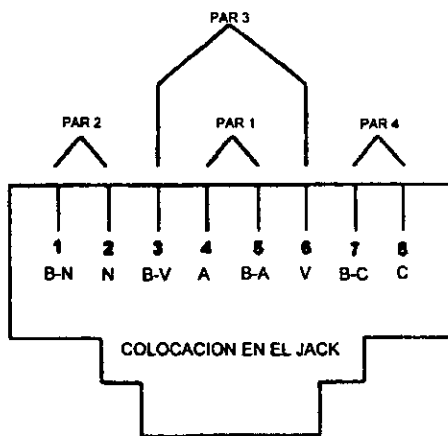 PAR 3
PAR 2 PAR 1 PAR 4
1 2 3 4 5 6 7 8
B-N N B-V A B-A V B-C C
COLOCACION EN EL JACK